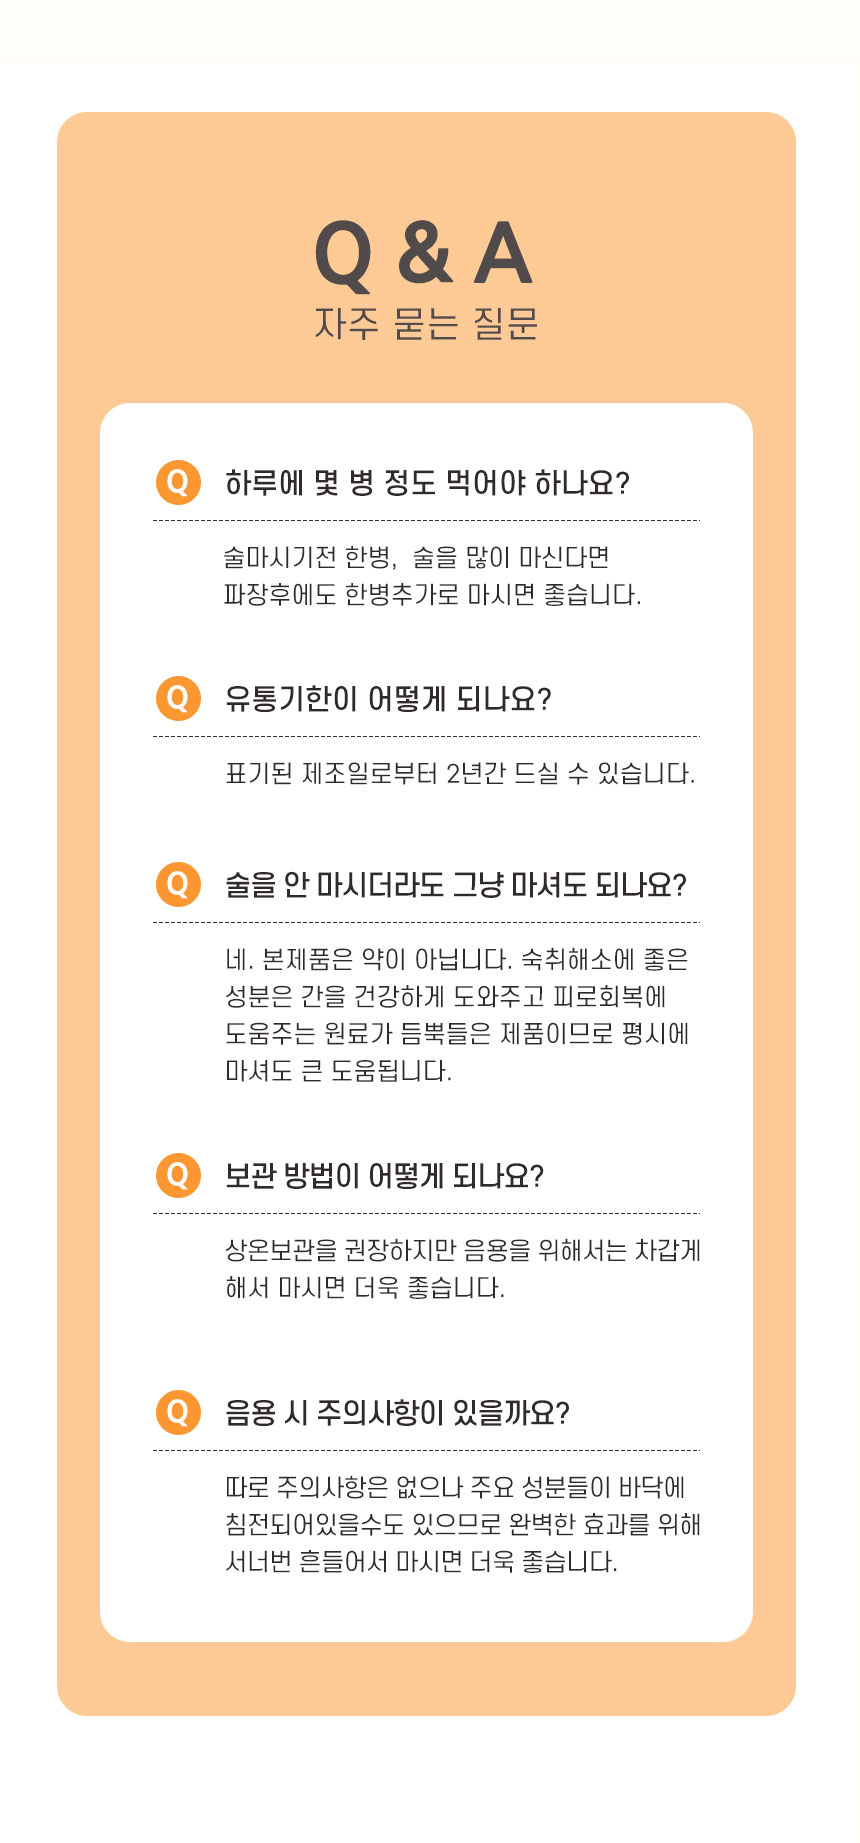 Q & A
자주 묻는 질문
Q 하루에 몇 병 정도 먹어야 하나요?
술마시기전 한병, 술을 많이 마신다면
파장후에도 한병추가로 마시면 좋습니다.
Q 유통기한이 어떻게 되나요?
표기된 제조일로부터 2년간 드실 수 있습니다.
Q 술을 안 마시더라도 그냥 마셔도 되나요?
네. 본제품은 약이 아닙니다. 숙취해소에 좋은
성분은 간을 건강하게 도와주고 피로회복에
도움주는 원료가 듬뿍들은 제품이므로 평시에
마셔도 큰 도움됩니다.
Q 보관 방법이 어떻게 되나요?
상온보관을 권장하지만 음용을 위해서는 차갑게
해서 마시면 더욱 좋습니다.
Q 음용 시 주의사항이 있을까요?
따로 주의사항은 없으나 주요 성분들이 바닥에
침전되어있을수도 있으므로 완벽한 효과를 위해
서너번 흔들어서 마시면 더욱 좋습니다.